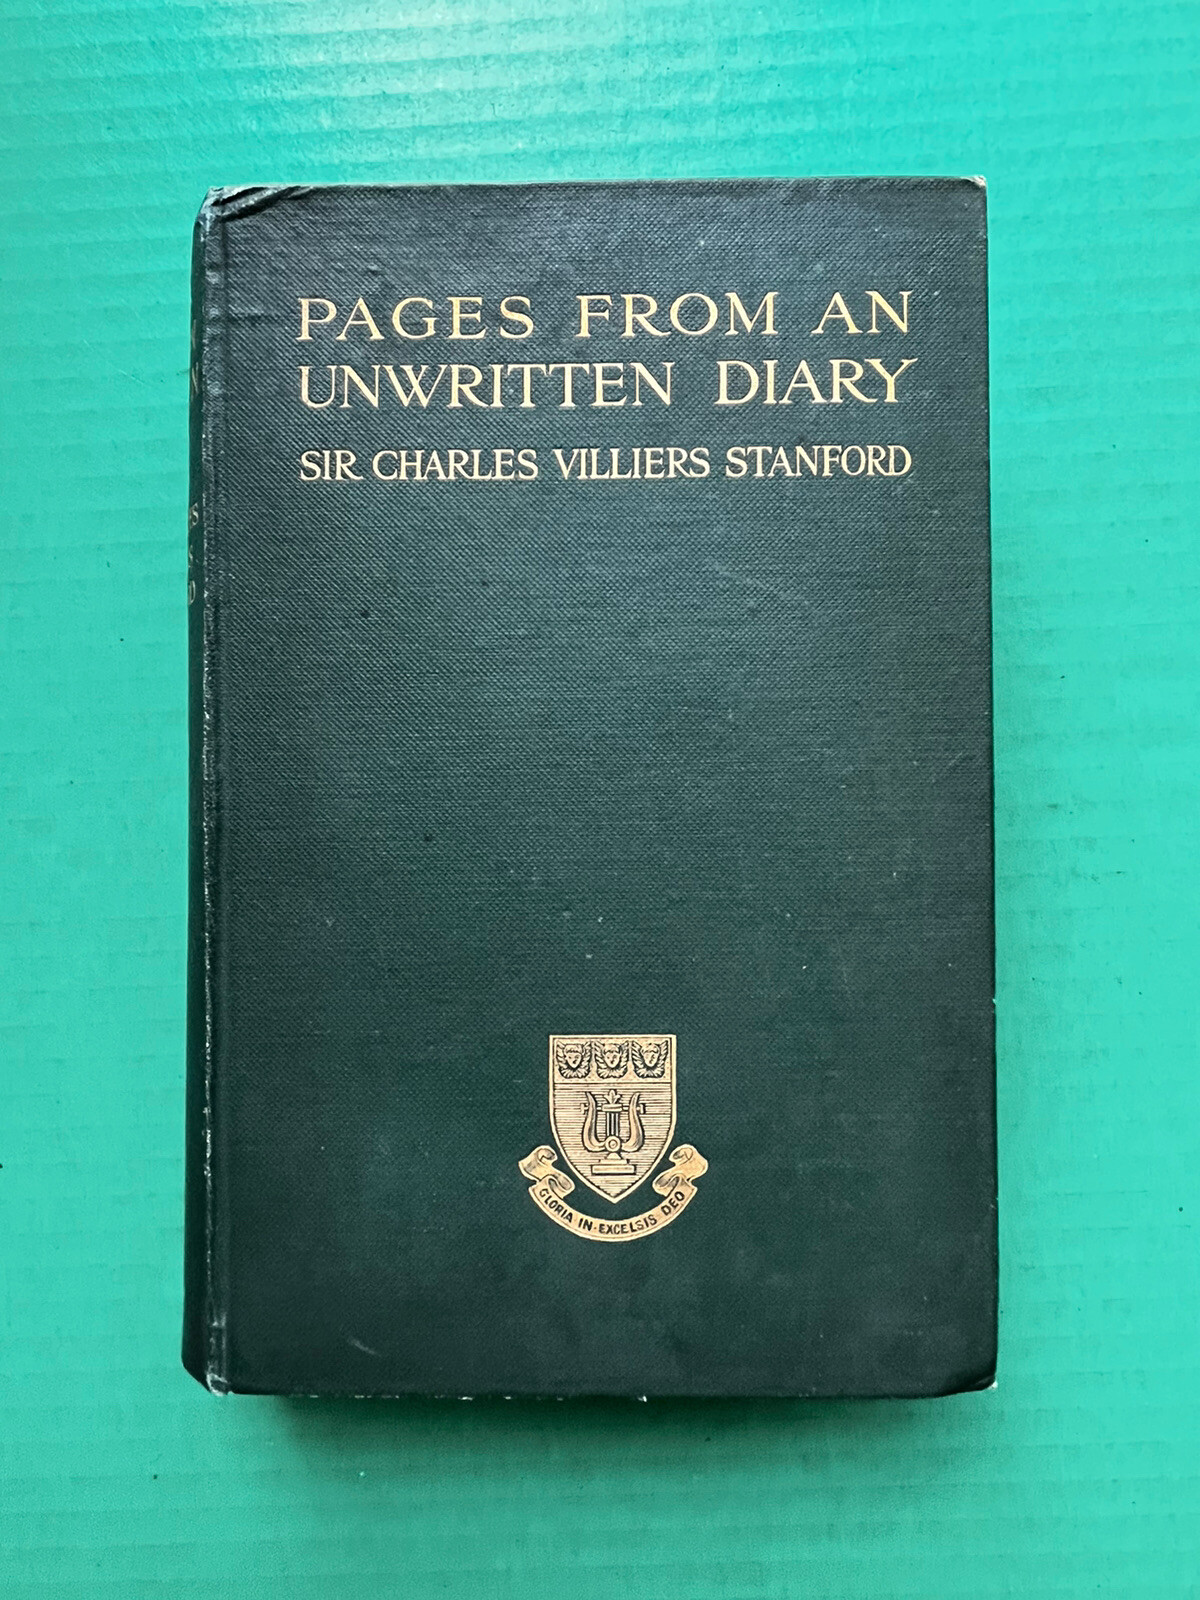 PAGES FROM AN
UNWRITTEN DIARY
SIR CHARLES VILLIERS STANFORD
GLORIA IN EXCELSIS DEO